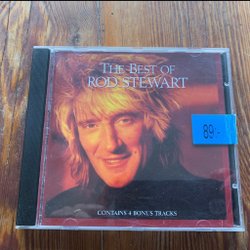 THE BEST OF
ROD STEWART
89:-
CONTAINS 4 BONUS TRACKS